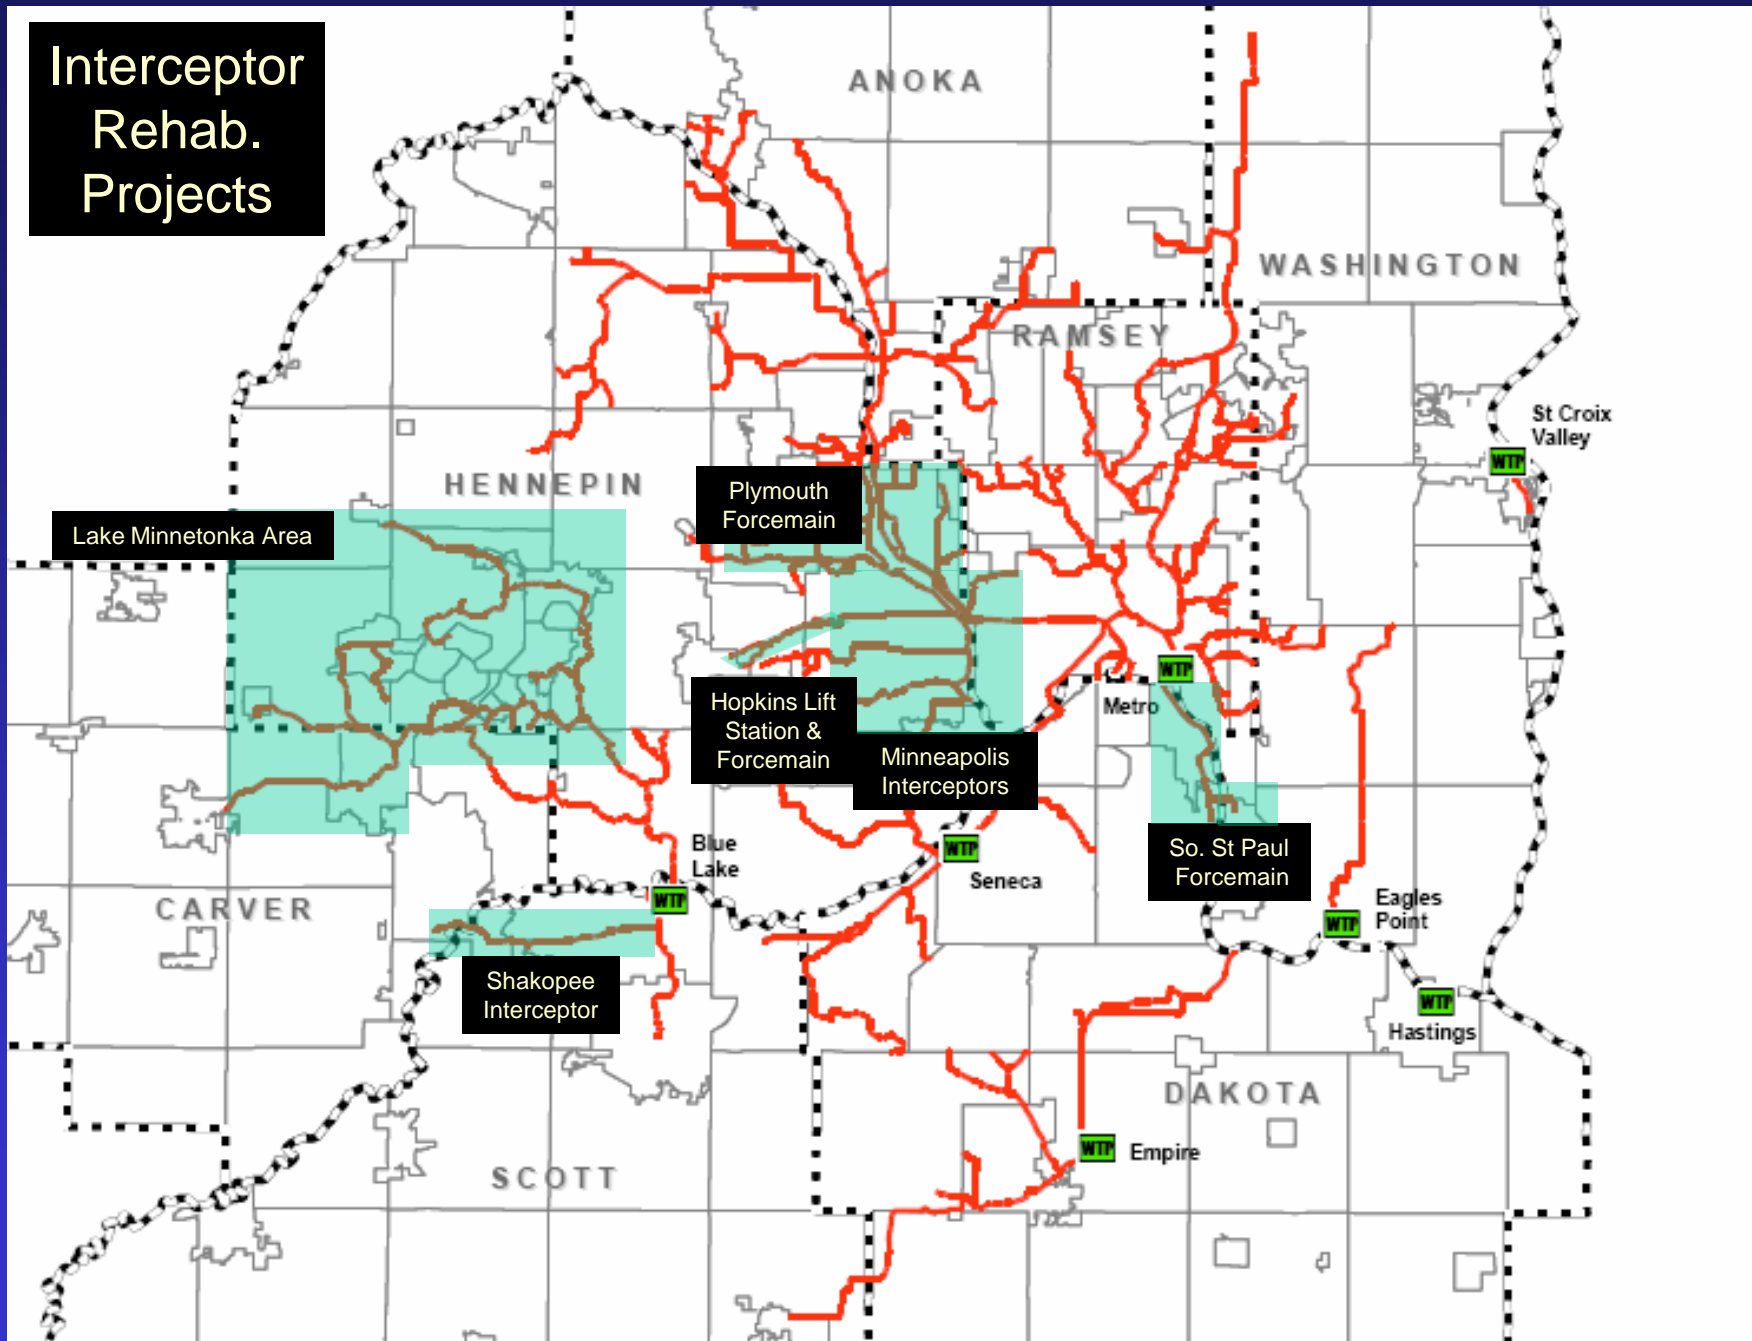 Interceptor
Rehab.
Projects
ANOKA
WASHINGTON
RAMSEY
St Croix
Valley
WTP
HENNEPIN
Plymouth
Forcemain
Lake Minnetonka Area
WTP
Metro
Hopkins Lift
Station &
Forcemain
Minneapolis
Interceptors
Blue
Lake
WTP
WTP
Seneca
So. St Paul
Forcemain
Eagles
Point
WTP
CARVER
Shakopee
Interceptor
WTP
Hastings
DAKOTA
WTP
Empire
SCOTT